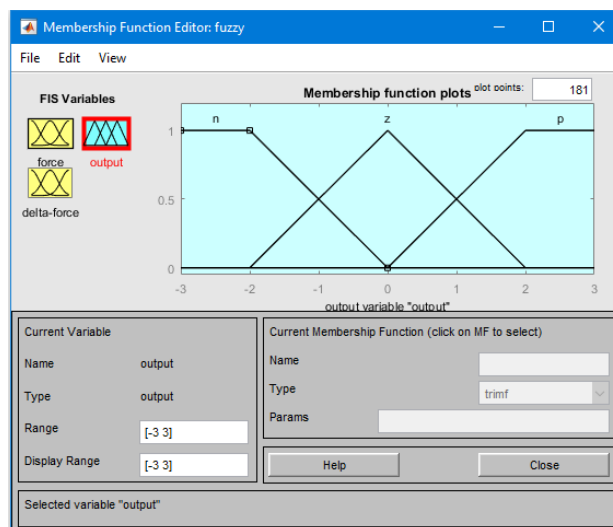 Membership Function Editor: fuzzy
File Edit View
FIS Variables
force
output
delta-force
Membership function plots
plot points:
181
n
z
p
1
0.5
0
-3 -2 -1 0 1 2 3
output variable "output"
Current Variable
Name output
Type output
Range [-3 3]
Display Range [-3 3]
Current Membership Function (click on MF to select)
Name
Type trimf
Params
Help
Close
Selected variable "output"